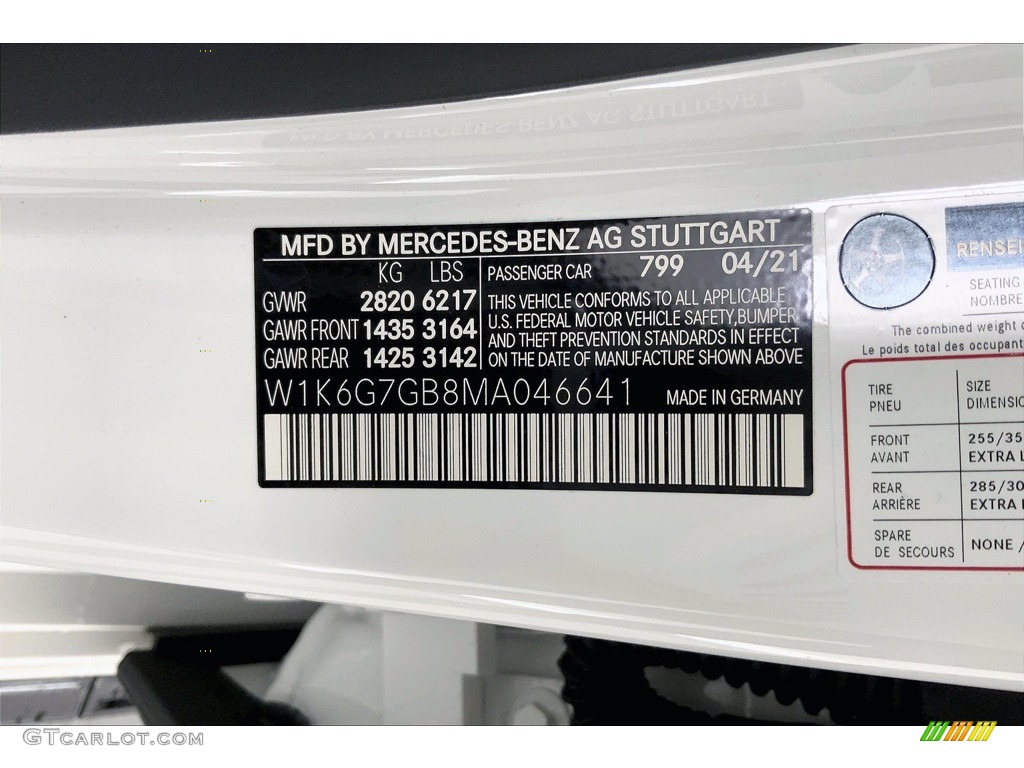 MFD BY MERCEDES-BENZ AG STUTTGART
KG LBS
GVWR 2820 6217
GAWR FRONT 1435 3164
GAWR REAR 1425 3142
PASSENGER CAR 799 04/21
THIS VEHICLE CONFORMS TO ALL APPLICABLE
U.S. FEDERAL MOTOR VEHICLE SAFETY,BUMPER
AND THEFT PREVENTION STANDARDS IN EFFECT
ON THE DATE OF MANUFACTURE SHOWN ABOVE
W1K6G7GB8MA046641 MADE IN GERMANY
SEATING
NOMBRE
The combined weight
Le poids total des occupant
TIRE SIZE
PNEU
FRONT 255/35
AVANT EXTRA
REAR 285/30
ARRIÈRE EXTRA
SPARE NONE /
DE SECOURS
GTcarlot.com